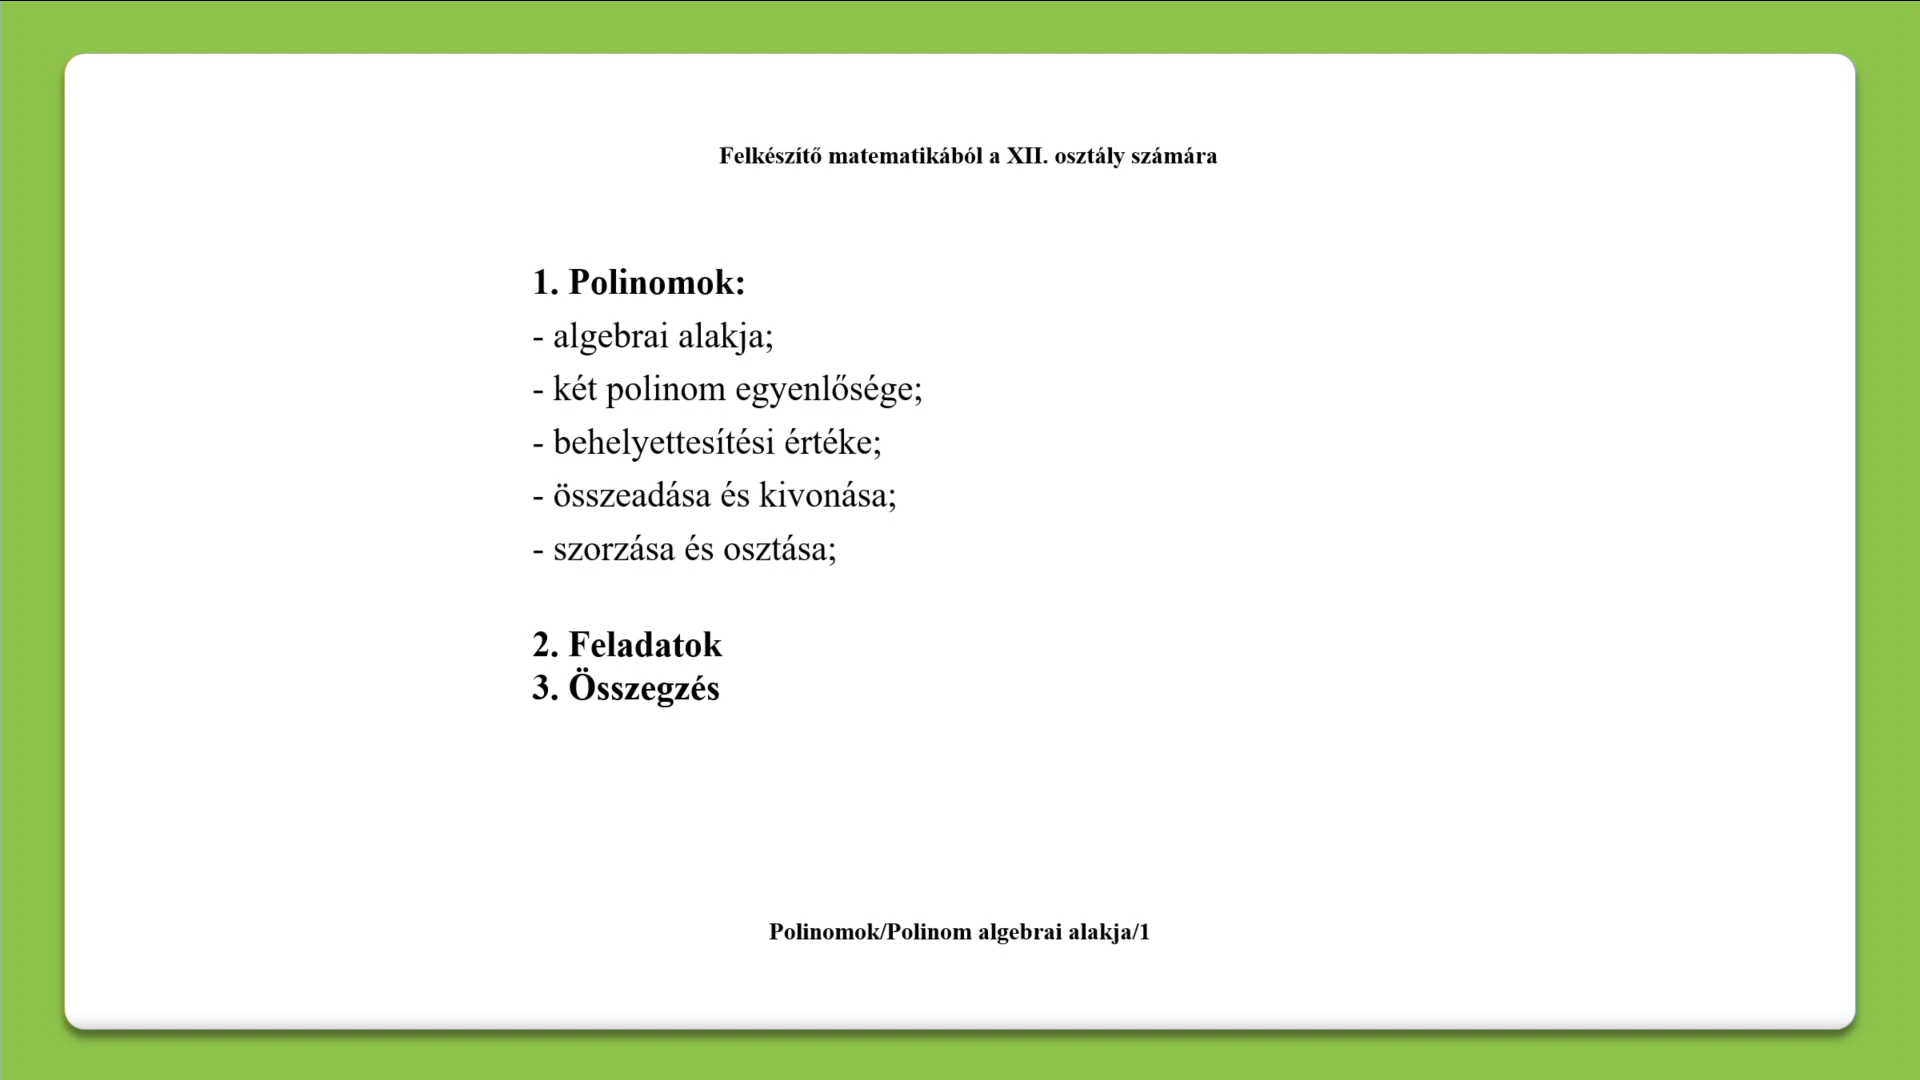 Felkészítő matematikából a XII. osztály számára
1. Polinomok:
- algebrai alakja;
- két polinom egyenlősége;
- behelyettesítési értéke;
- összeadása és kivonása;
- szorzása és osztása;
2. Feladatok
3. Összegzés
Polinomok/Polinom algebrai alakja/1